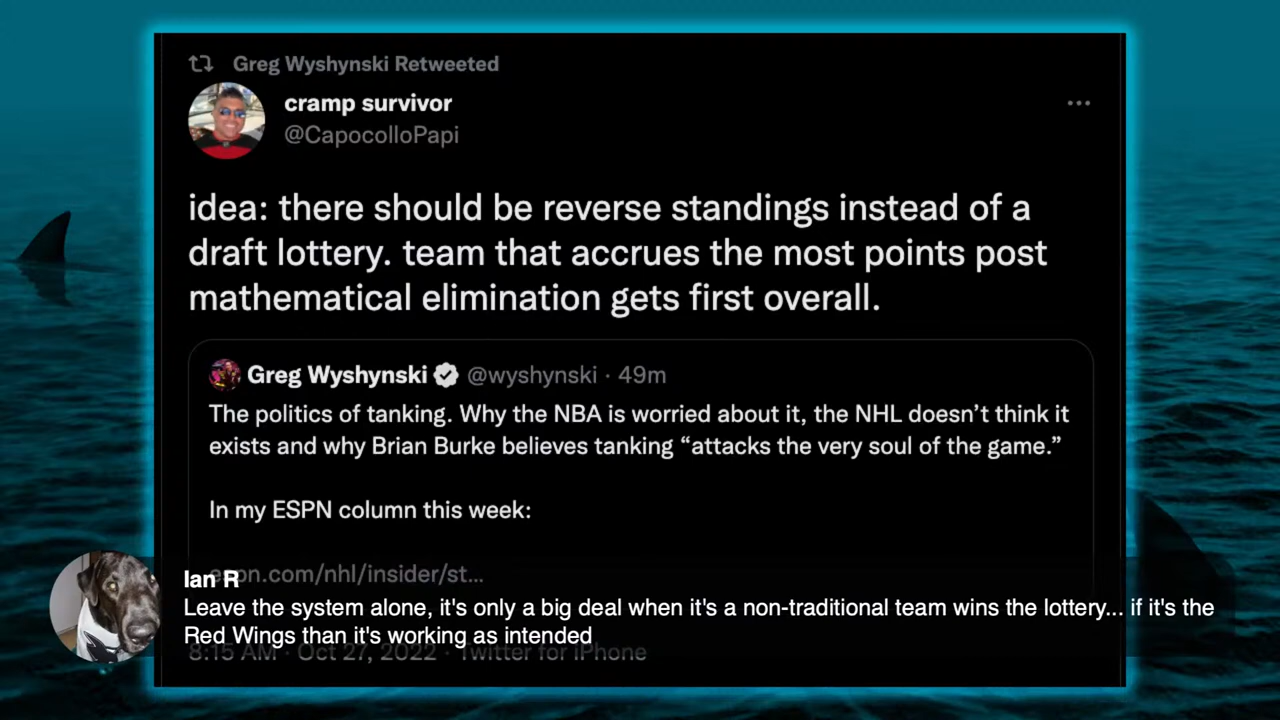 Greg Wyshynski Retweeted
cramp survivor
@CapocolloPapi
idea: there should be reverse standings instead of a
draft lottery. team that accrues the most points post
mathematical elimination gets first overall.
Greg Wyshynski @wyshynski · 49m
The politics of tanking. Why the NBA is worried about it, the NHL doesn’t think it
exists and why Brian Burke believes tanking “attacks the very soul of the game.”
In my ESPN column this week:
espn.com/nhl/insider/st...
Ian R
Leave the system alone, it's only a big deal when it's a non-traditional team wins the lottery... if it's the
Red Wings than it's working as intended
8:15 AM · Oct 27, 2022 · Twitter for iPhone